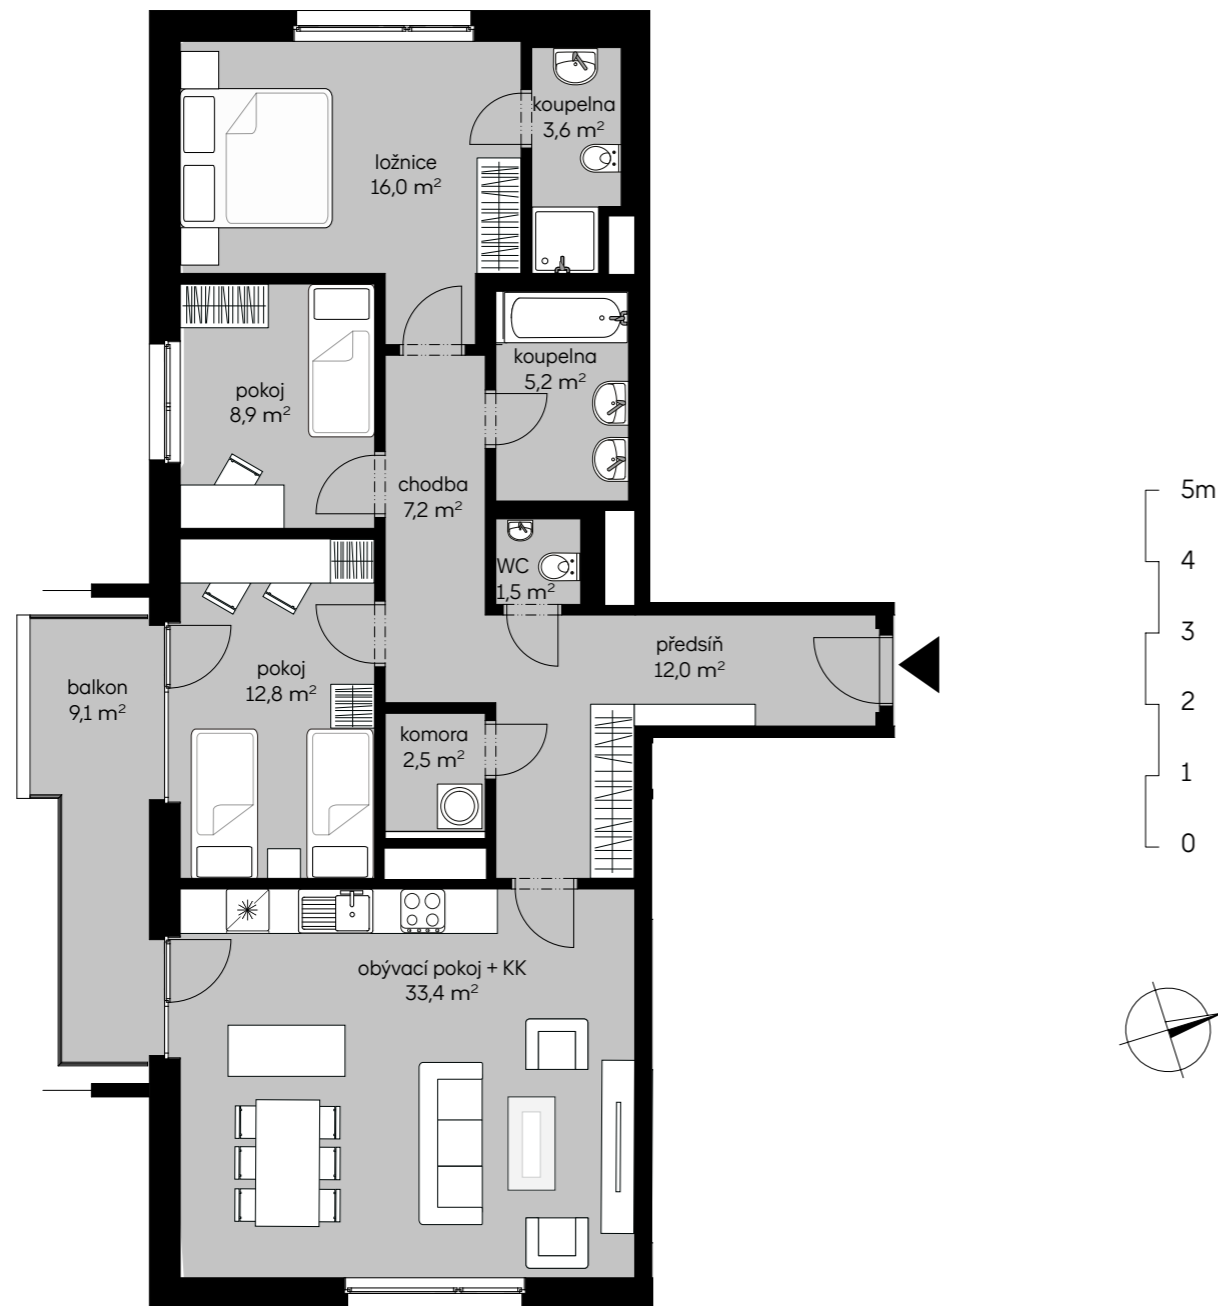 koupelna
3,6 m²
ložnice
16,0 m²
koupelna
5,2 m²
pokoj
8,9 m²
chodba
7,2 m²
WC
1,5 m²
předsíň
12,0 m²
pokoj
12,8 m²
balkon
9,1 m²
komora
2,5 m²
obývací pokoj + KK
33,4 m²
5m
4
3
2
1
0